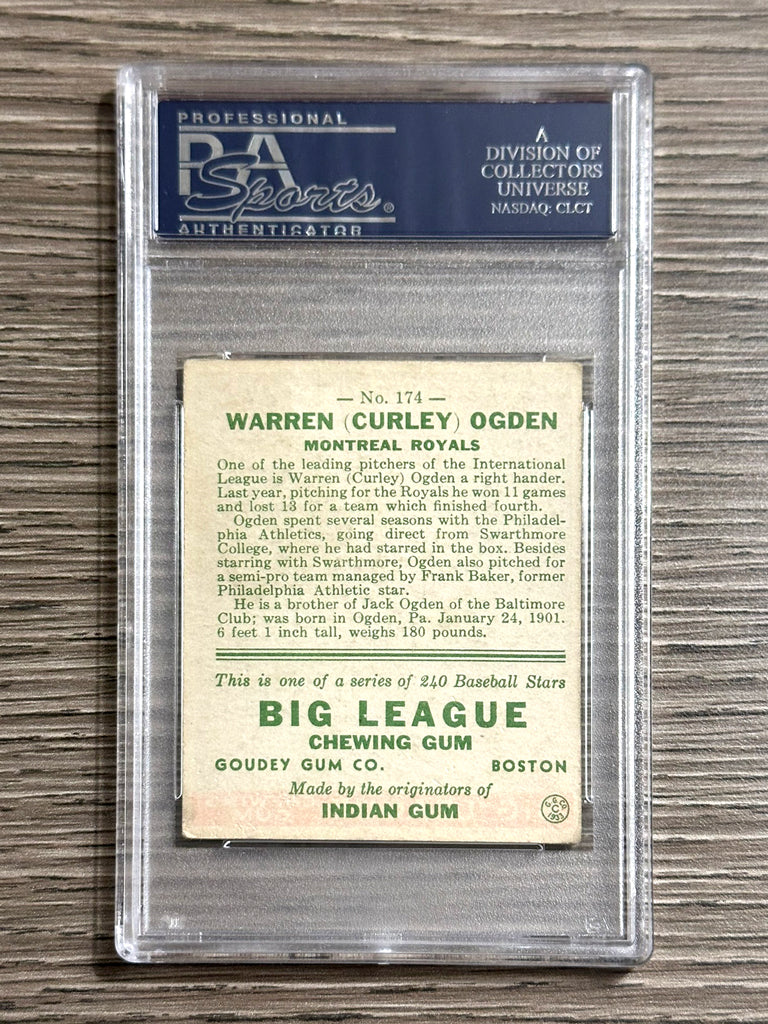 PROFESSIONAL
PSA
Sports®
AUTHENTICATOR
A
DIVISION OF
COLLECTORS
UNIVERSE
NASDAQ: CLCT
— No. 174 —
WARREN (CURLEY) OGDEN
MONTREAL ROYALS
One of the leading pitchers of the International
League is Warren (Curley) Ogden a right hander.
Last year, pitching for the Royals he won 11 games
and lost 13 for a team which finished fourth.
Ogden spent several seasons with the Philadel-
phia Athletics, going direct from Swarthmore
College, where he had starred in the box. Besides
starring with Swarthmore, Ogden also pitched for
a semi-pro team managed by Frank Baker, former
Philadelphia Athletic star.
He is a brother of Jack Ogden of the Baltimore
Club; was born in Ogden, Pa. January 24, 1901.
6 feet 1 inch tall, weighs 180 pounds.
This is one of a series of 240 Baseball Stars
BIG LEAGUE
CHEWING GUM
GOUDEY GUM CO. BOSTON
Made by the originators of
INDIAN GUM
G.G.CO.
C
1933